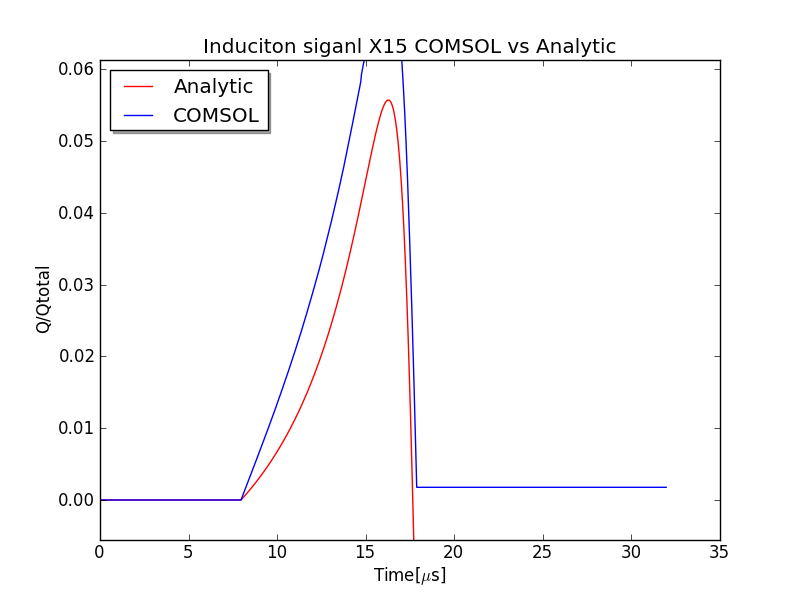 Induciton siganl X15 COMSOL vs Analytic
Analytic
COMSOL
Q/Qtotal
0.06
0.05
0.04
0.03
0.02
0.01
0.00
0 5 10 15 20 25 30 35
Time[μs]